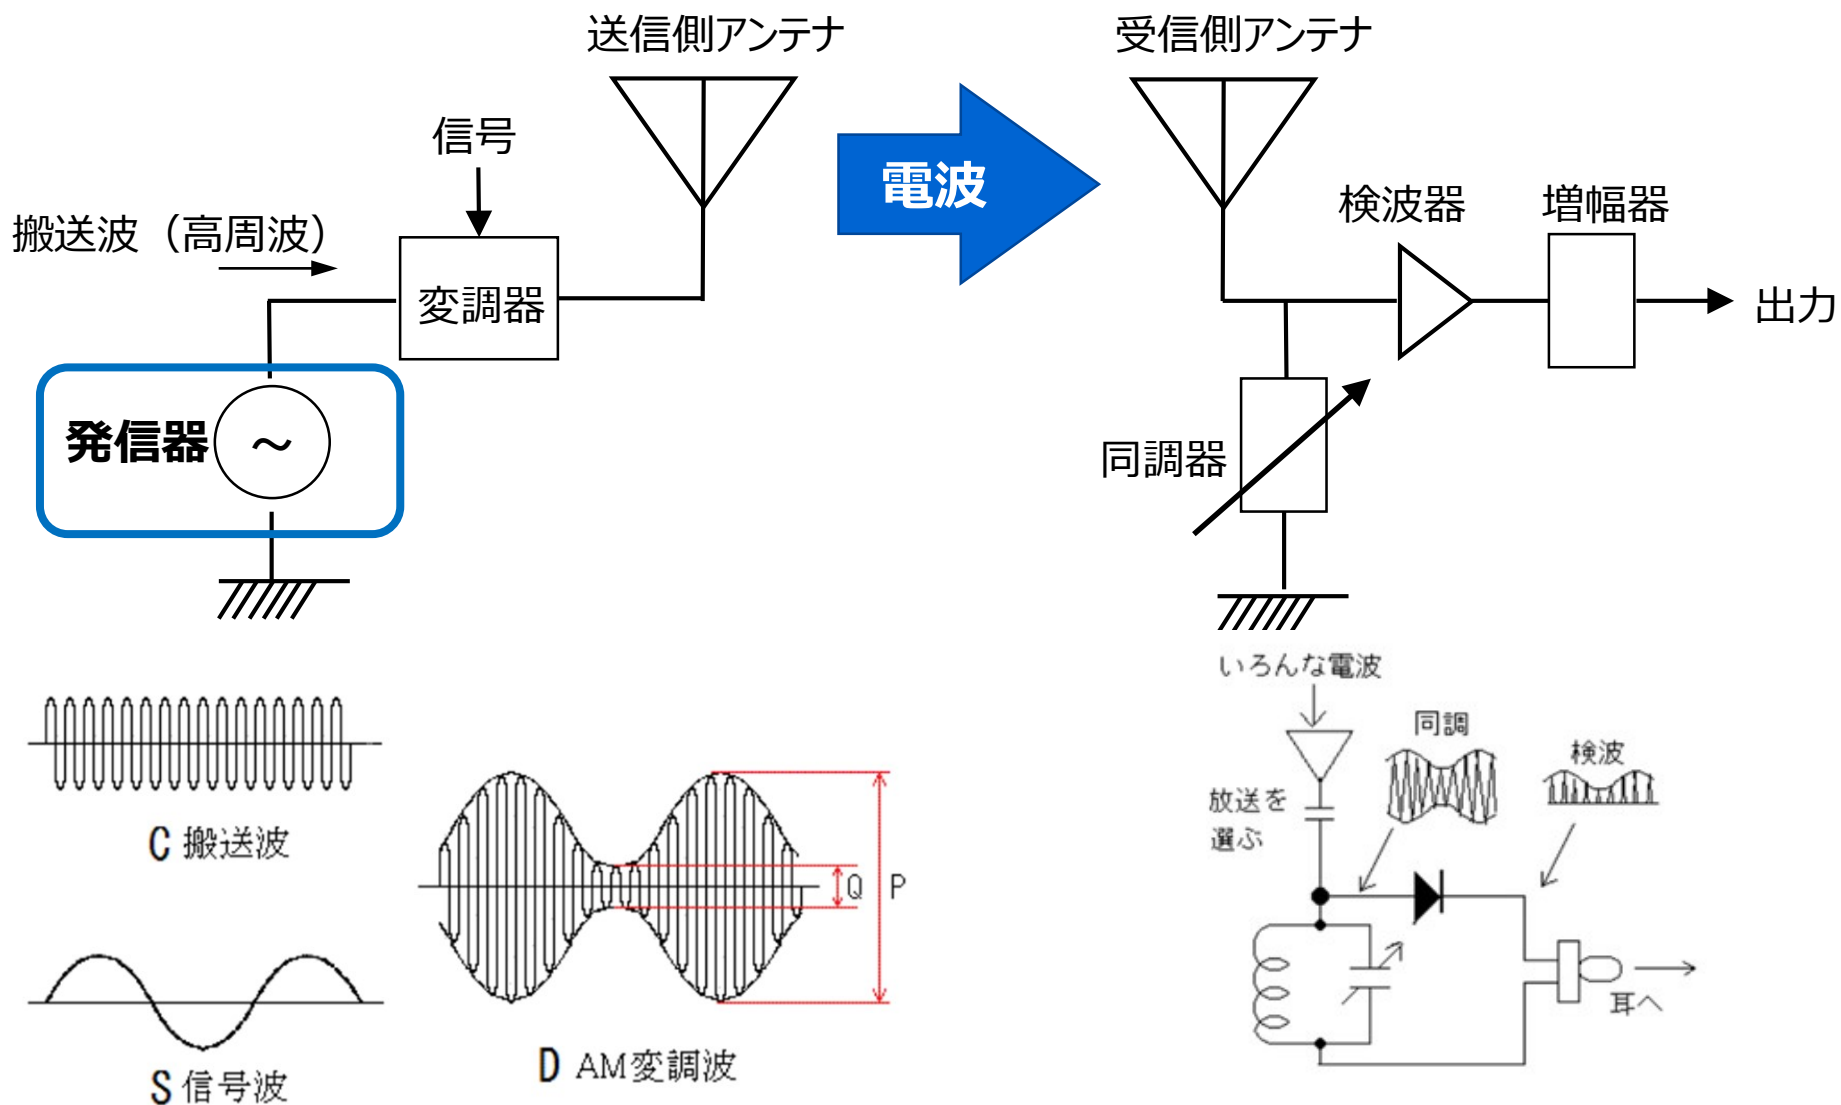 送信側アンテナ
受信側アンテナ
信号
電波
検波器
増幅器
搬送波（高周波）
変調器
出力
発信器
～
同調器
いろんな電波
同調
検波
放送を
選ぶ
C 搬送波
Q
P
耳へ
D AM変調波
S 信号波